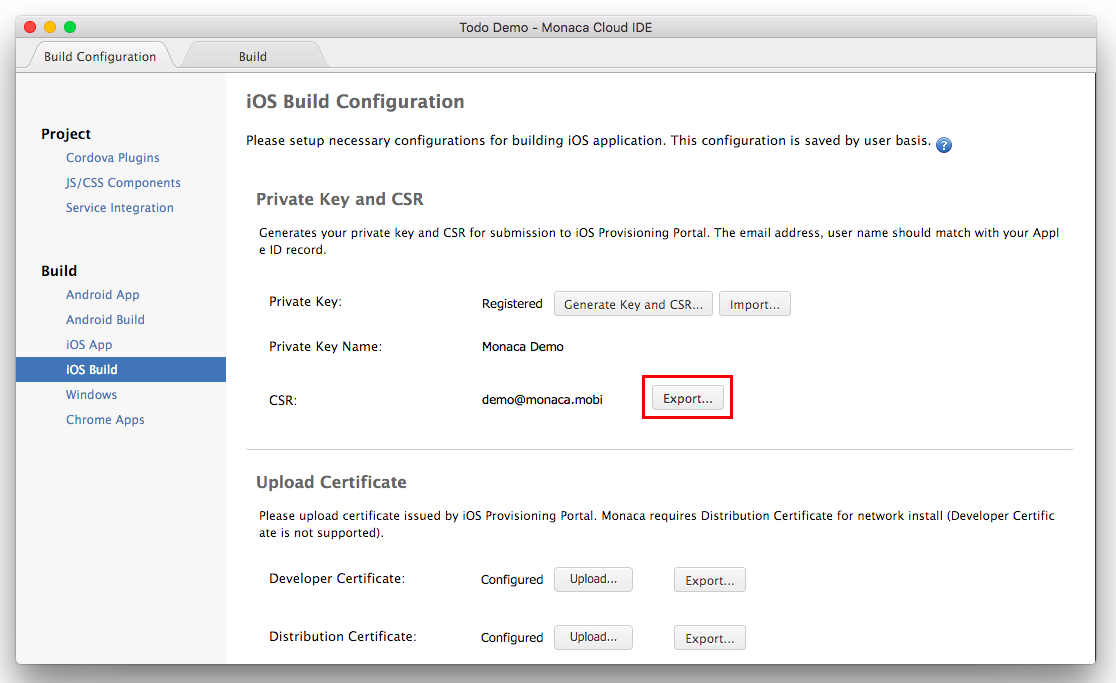 Todo Demo - Monaca Cloud IDE
Build Configuration
Build
Project
Cordova Plugins
JS/CSS Components
Service Integration
Build
Android App
Android Build
iOS App
iOS Build
Windows
Chrome Apps
iOS Build Configuration
Please setup necessary configurations for building iOS application. This configuration is saved by user basis. ?
Private Key and CSR
Generates your private key and CSR for submission to iOS Provisioning Portal. The email address, user name should match with your Appl
e ID record.
Private Key: Registered Generate Key and CSR... Import...
Private Key Name: Monaca Demo
CSR: demo@monaca.mobi Export...
Upload Certificate
Please upload certificate issued by iOS Provisioning Portal. Monaca requires Distribution Certificate for network install (Developer Certific
ate is not supported).
Developer Certificate: Configured Upload... Export...
Distribution Certificate: Configured Upload... Export...